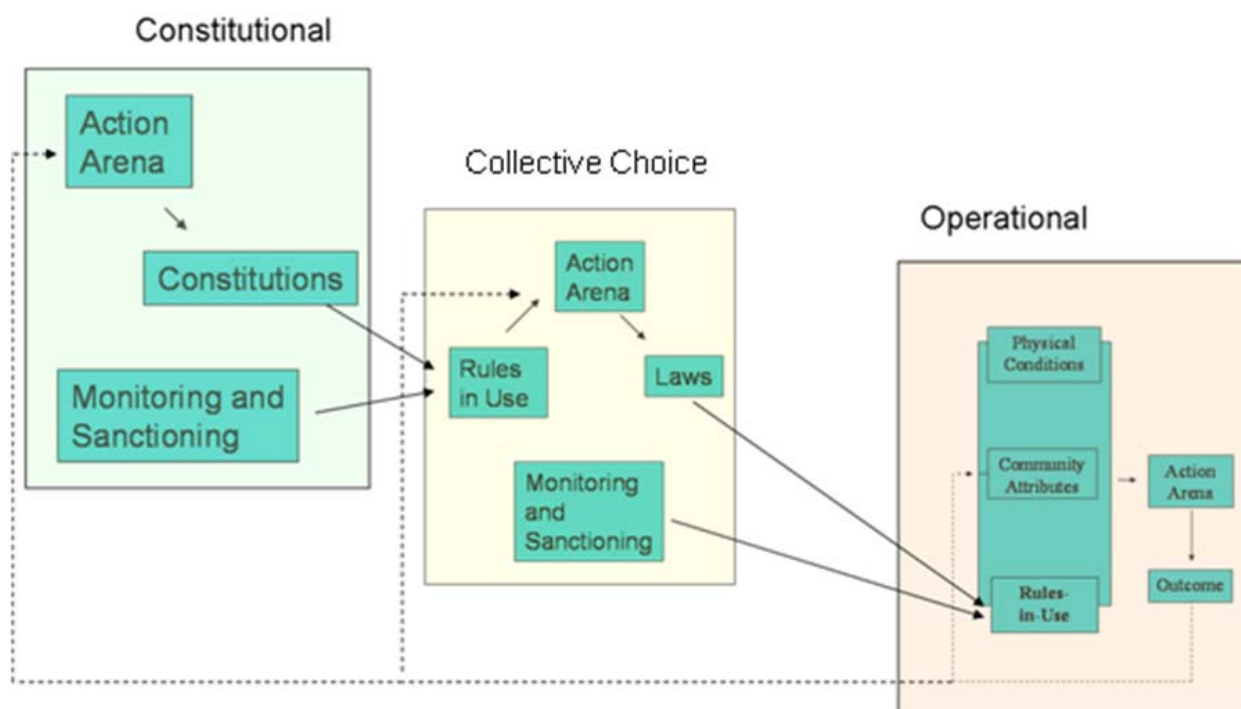 Constitutional
Action
Arena
Constitutions
Monitoring and
Sanctioning
Collective Choice
Action
Arena
Rules
in Use
Laws
Monitoring
and
Sanctioning
Operational
Physical
Conditions
Community
Attributes
Rules-
in-Use
Action
Arena
Outcome